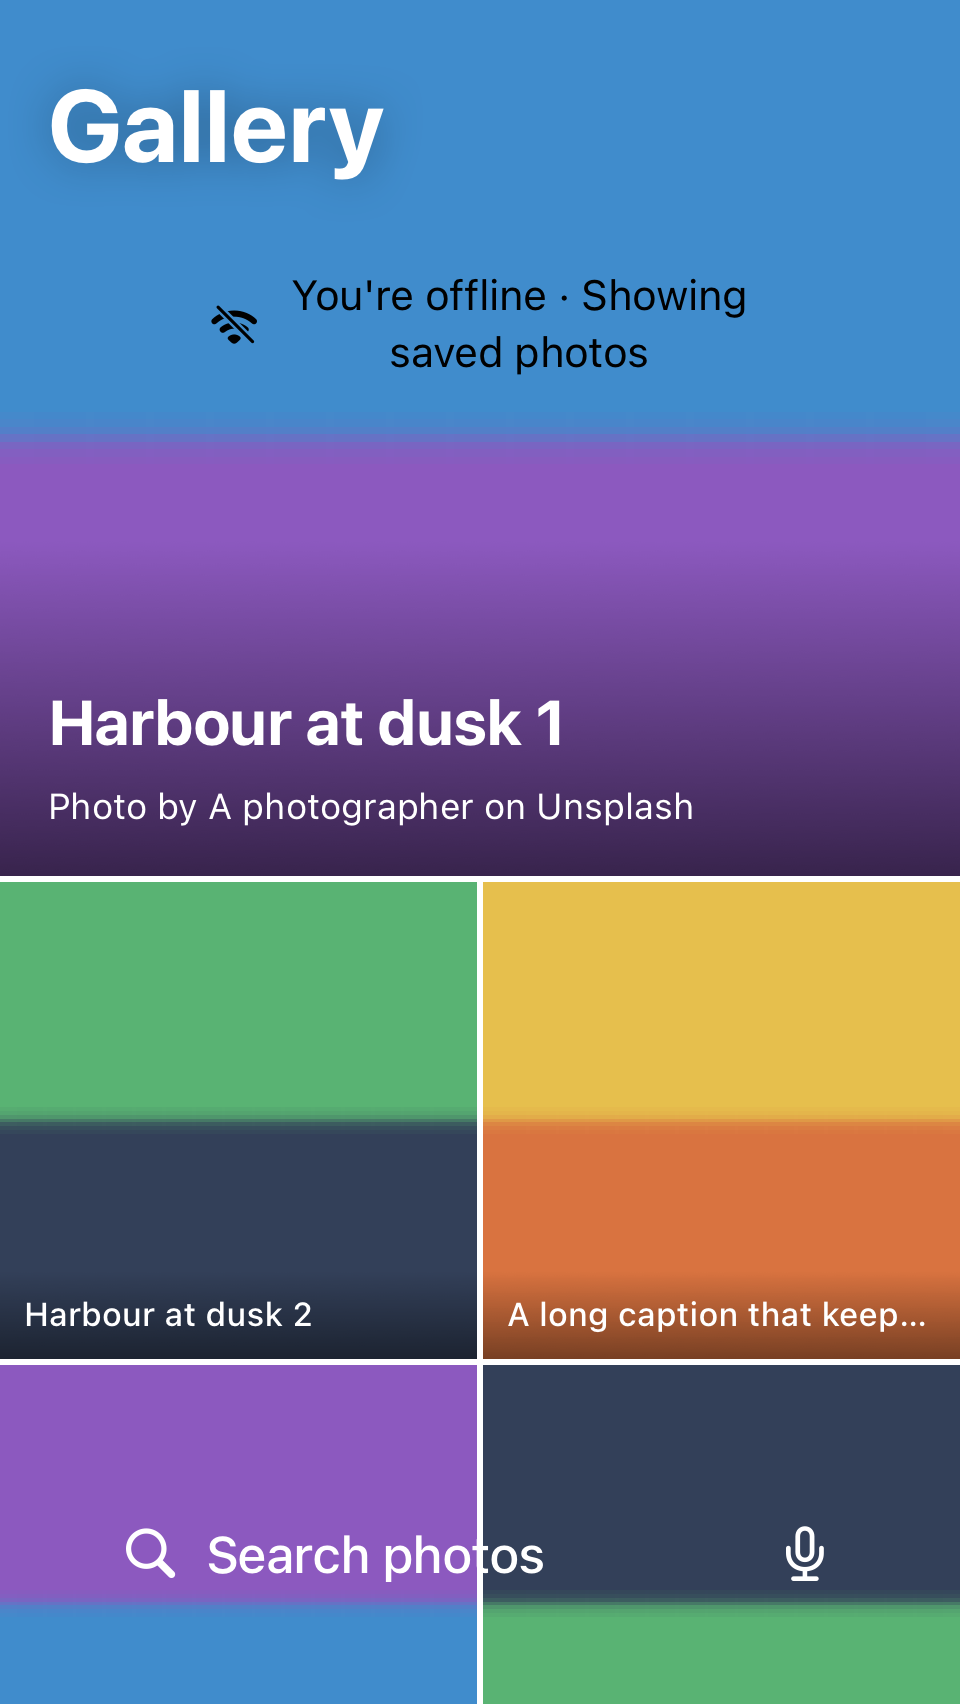 Gallery
You're offline · Showing
saved photos
Harbour at dusk 1
Photo by A photographer on Unsplash
Harbour at dusk 2
A long caption that keep…
Search photos